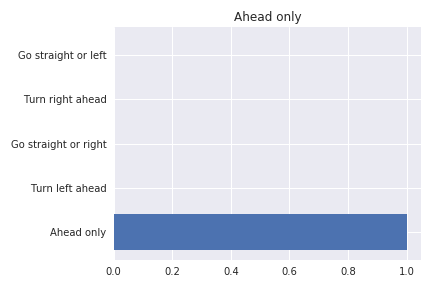 Ahead only
Go straight or left
Turn right ahead
Go straight or right
Turn left ahead
Ahead only
0.0 0.2 0.4 0.6 0.8 1.0